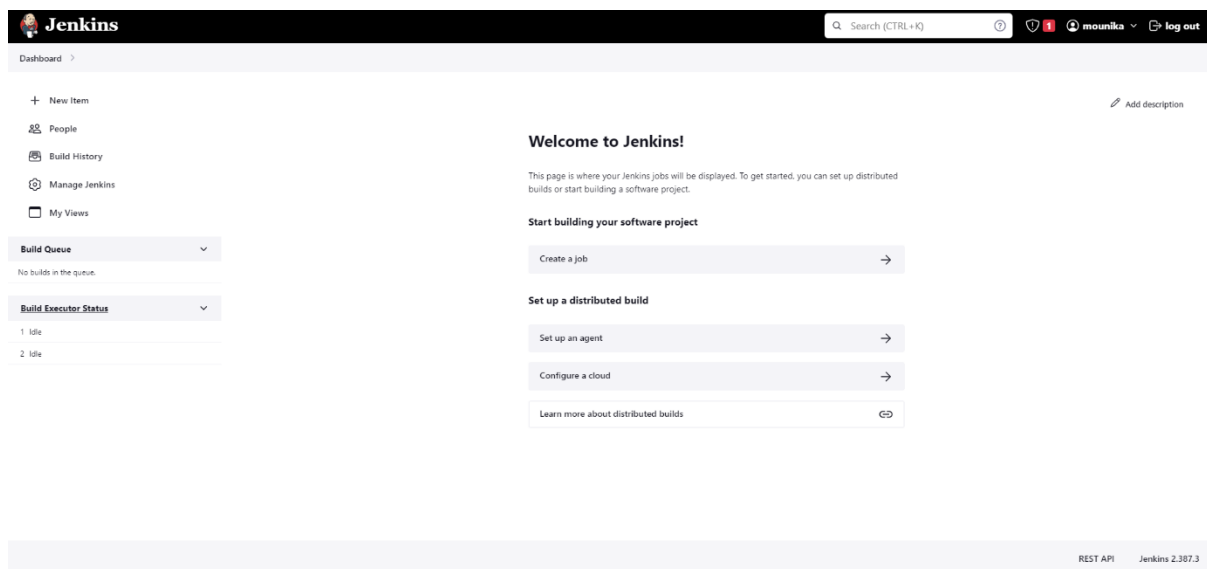 Jenkins
Search (CTRL+K)
1
mounika
log out
Dashboard
New Item
People
Build History
Manage Jenkins
My Views
Build Queue
No builds in the queue.
Build Executor Status
1 Idle
2 Idle
Add description
Welcome to Jenkins!
This page is where your Jenkins jobs will be displayed. To get started, you can set up distributed
builds or start building a software project.
Start building your software project
Create a job
Set up a distributed build
Set up an agent
Configure a cloud
Learn more about distributed builds
REST API
Jenkins 2.387.3